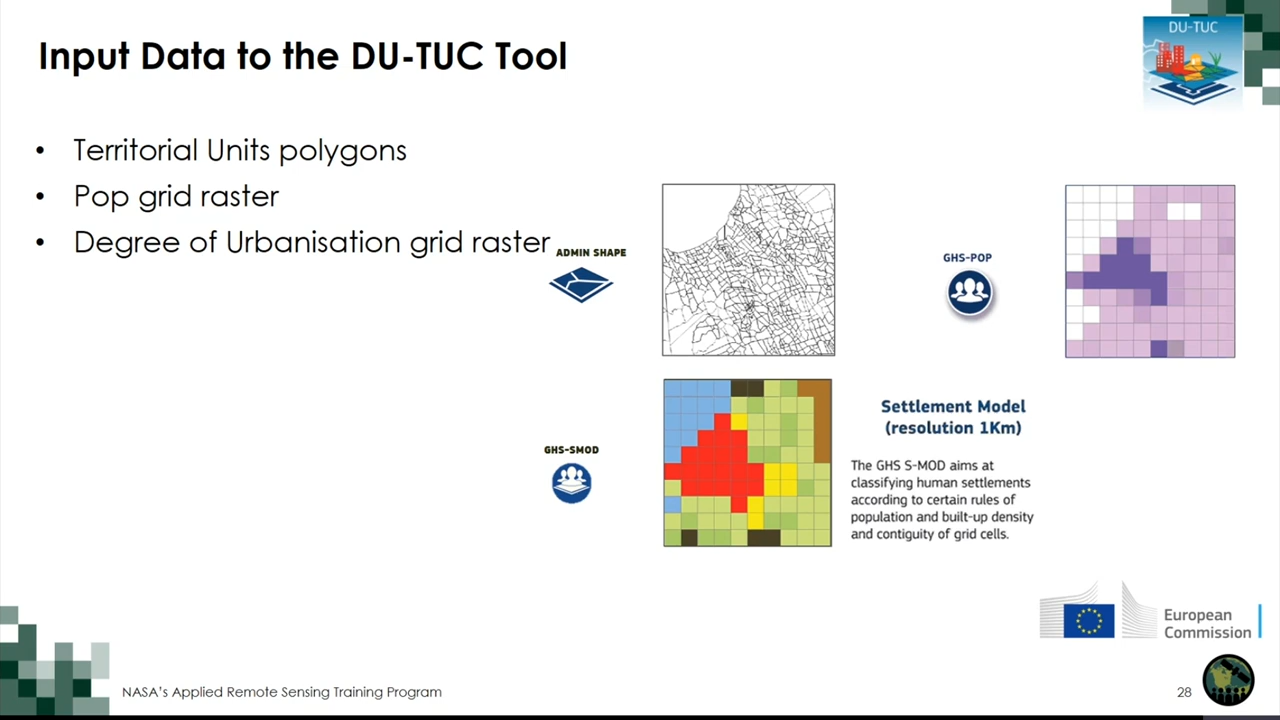 Input Data to the DU-TUC Tool
DU-TUC
• Territorial Units polygons
• Pop grid raster
• Degree of Urbanisation grid raster
ADMIN SHAPE
GHS-POP
GHS-SMOD
Settlement Model
(resolution 1Km)
The GHS S-MOD aims at
classifying human settlements
according to certain rules of
population and built-up density
and contiguity of grid cells.
European
Commission
NASA's Applied Remote Sensing Training Program
28